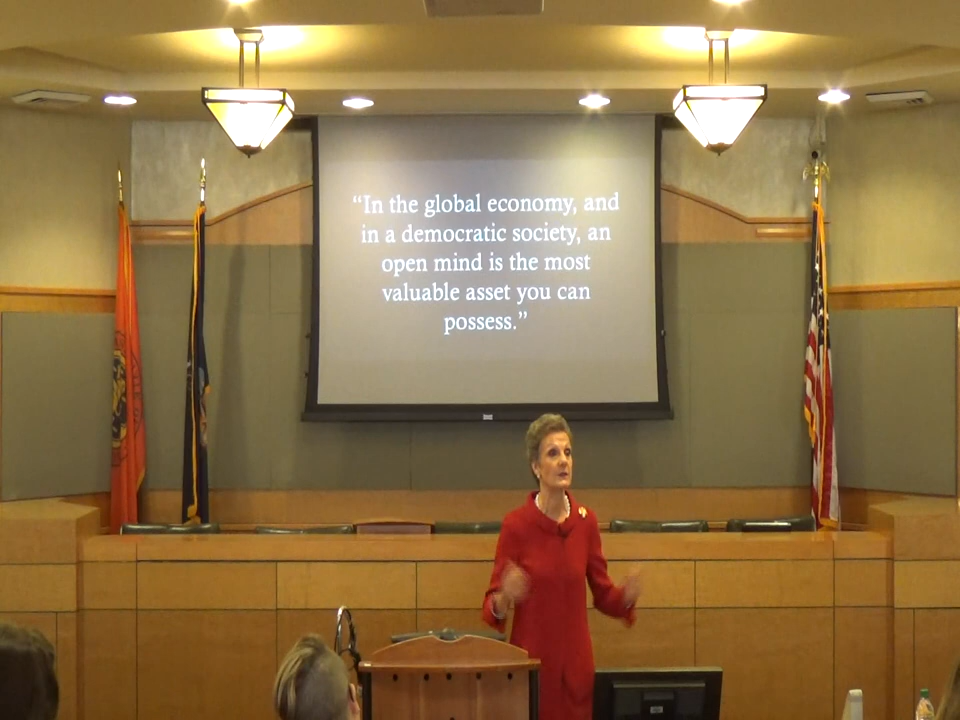 “In the global economy, and
in a democratic society, an
open mind is the most
valuable asset you can
possess.”